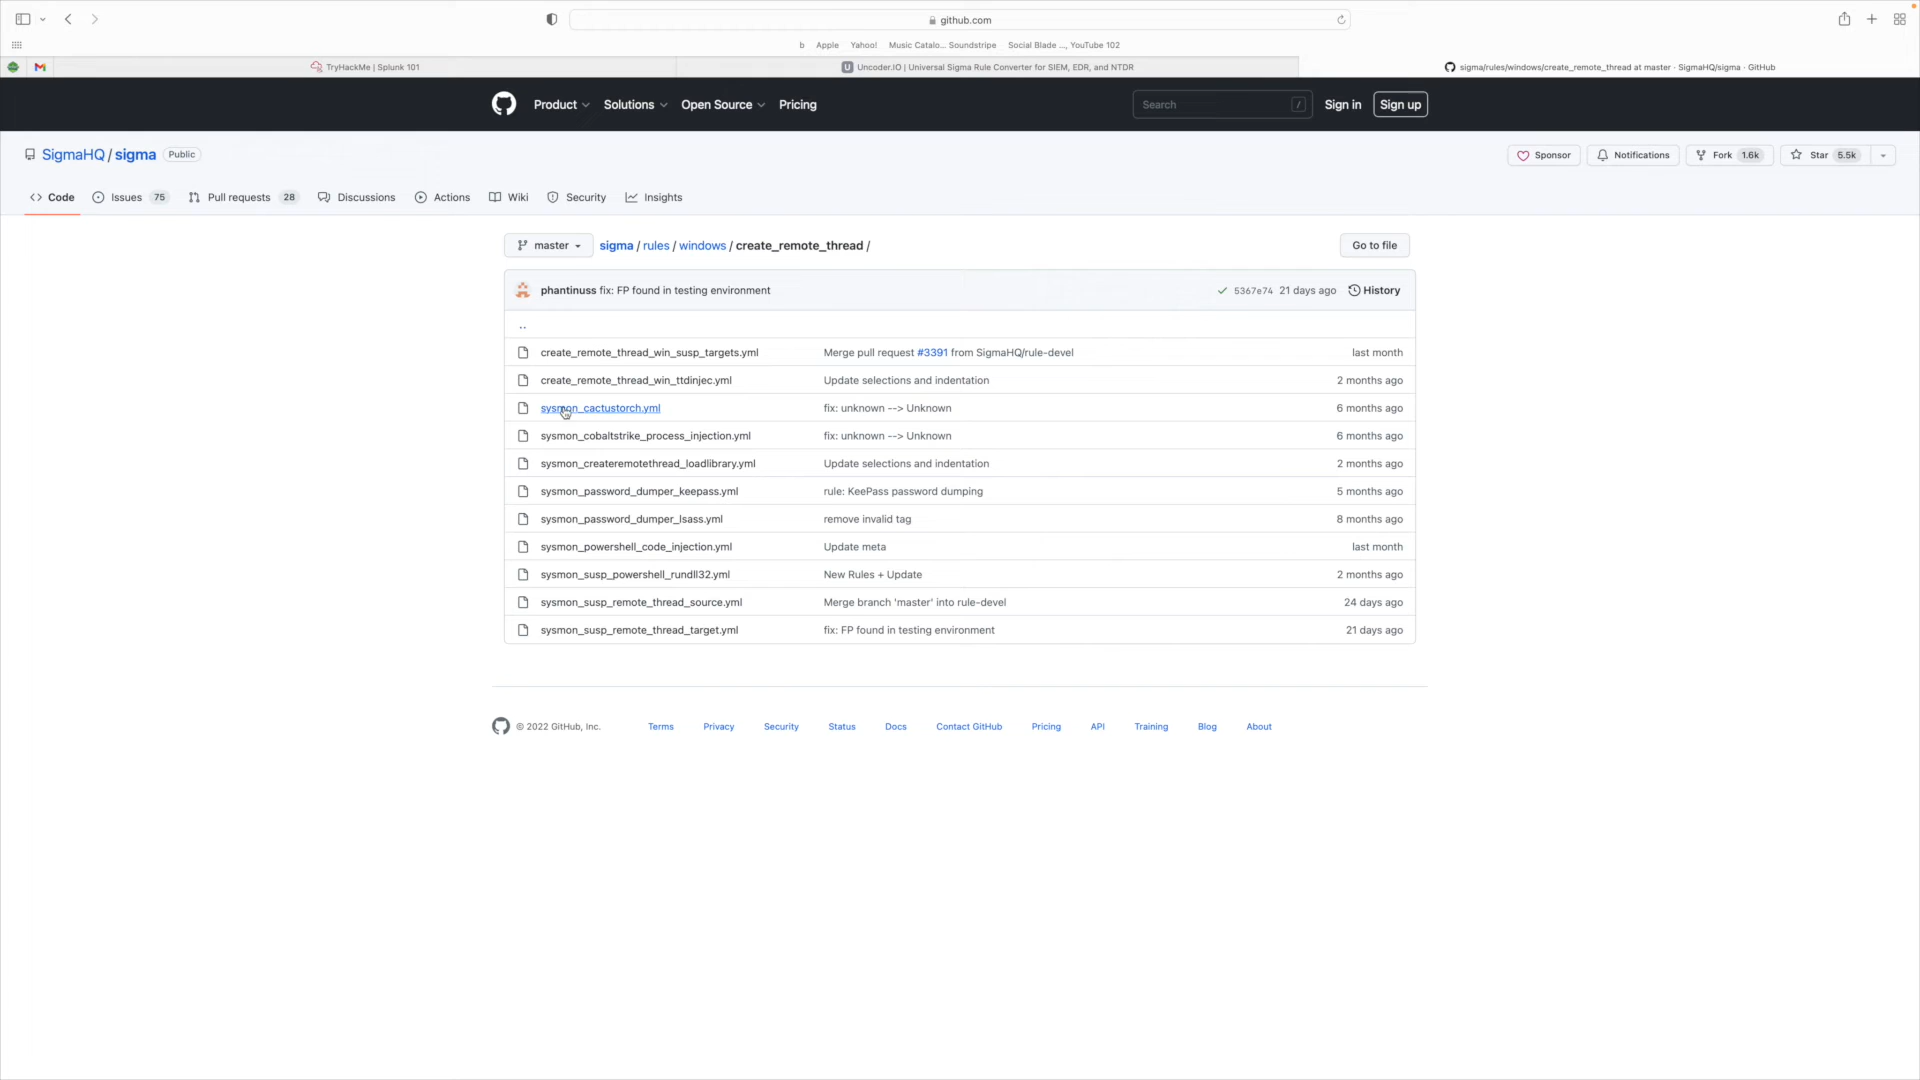 github.com
b Apple Yahoo! Music Catalo... Soundstripe Social Blade ..., YouTube 102
TryHackMe | Splunk 101
Uncoder.IO | Universal Sigma Rule Converter for SIEM, EDR, and NTDR
sigma/rules/windows/create_remote_thread at master · SigmaHQ/sigma · GitHub
Product Solutions Open Source Pricing
Search /
Sign in Sign up
SigmaHQ / sigma Public
Sponsor Notifications Fork 1.6k Star 5.5k
Code Issues 75 Pull requests 28 Discussions Actions Wiki Security Insights
master sigma / rules / windows / create_remote_thread / Go to file
phantinuss fix: FP found in testing environment 5367e74 21 days ago History
..
create_remote_thread_win_susp_targets.yml Merge pull request #3391 from SigmaHQ/rule-devel last month
create_remote_thread_win_ttdinjec.yml Update selections and indentation 2 months ago
sysmon_cactustorch.yml fix: unknown --> Unknown 6 months ago
sysmon_cobaltstrike_process_injection.yml fix: unknown --> Unknown 6 months ago
sysmon_createremotethread_loadlibrary.yml Update selections and indentation 2 months ago
sysmon_password_dumper_keepass.yml rule: KeePass password dumping 5 months ago
sysmon_password_dumper_lsass.yml remove invalid tag 8 months ago
sysmon_powershell_code_injection.yml Update meta last month
sysmon_susp_powershell_rundll32.yml New Rules + Update 2 months ago
sysmon_susp_remote_thread_source.yml Merge branch 'master' into rule-devel 24 days ago
sysmon_susp_remote_thread_target.yml fix: FP found in testing environment 21 days ago
© 2022 GitHub, Inc. Terms Privacy Security Status Docs Contact GitHub Pricing API Training Blog About